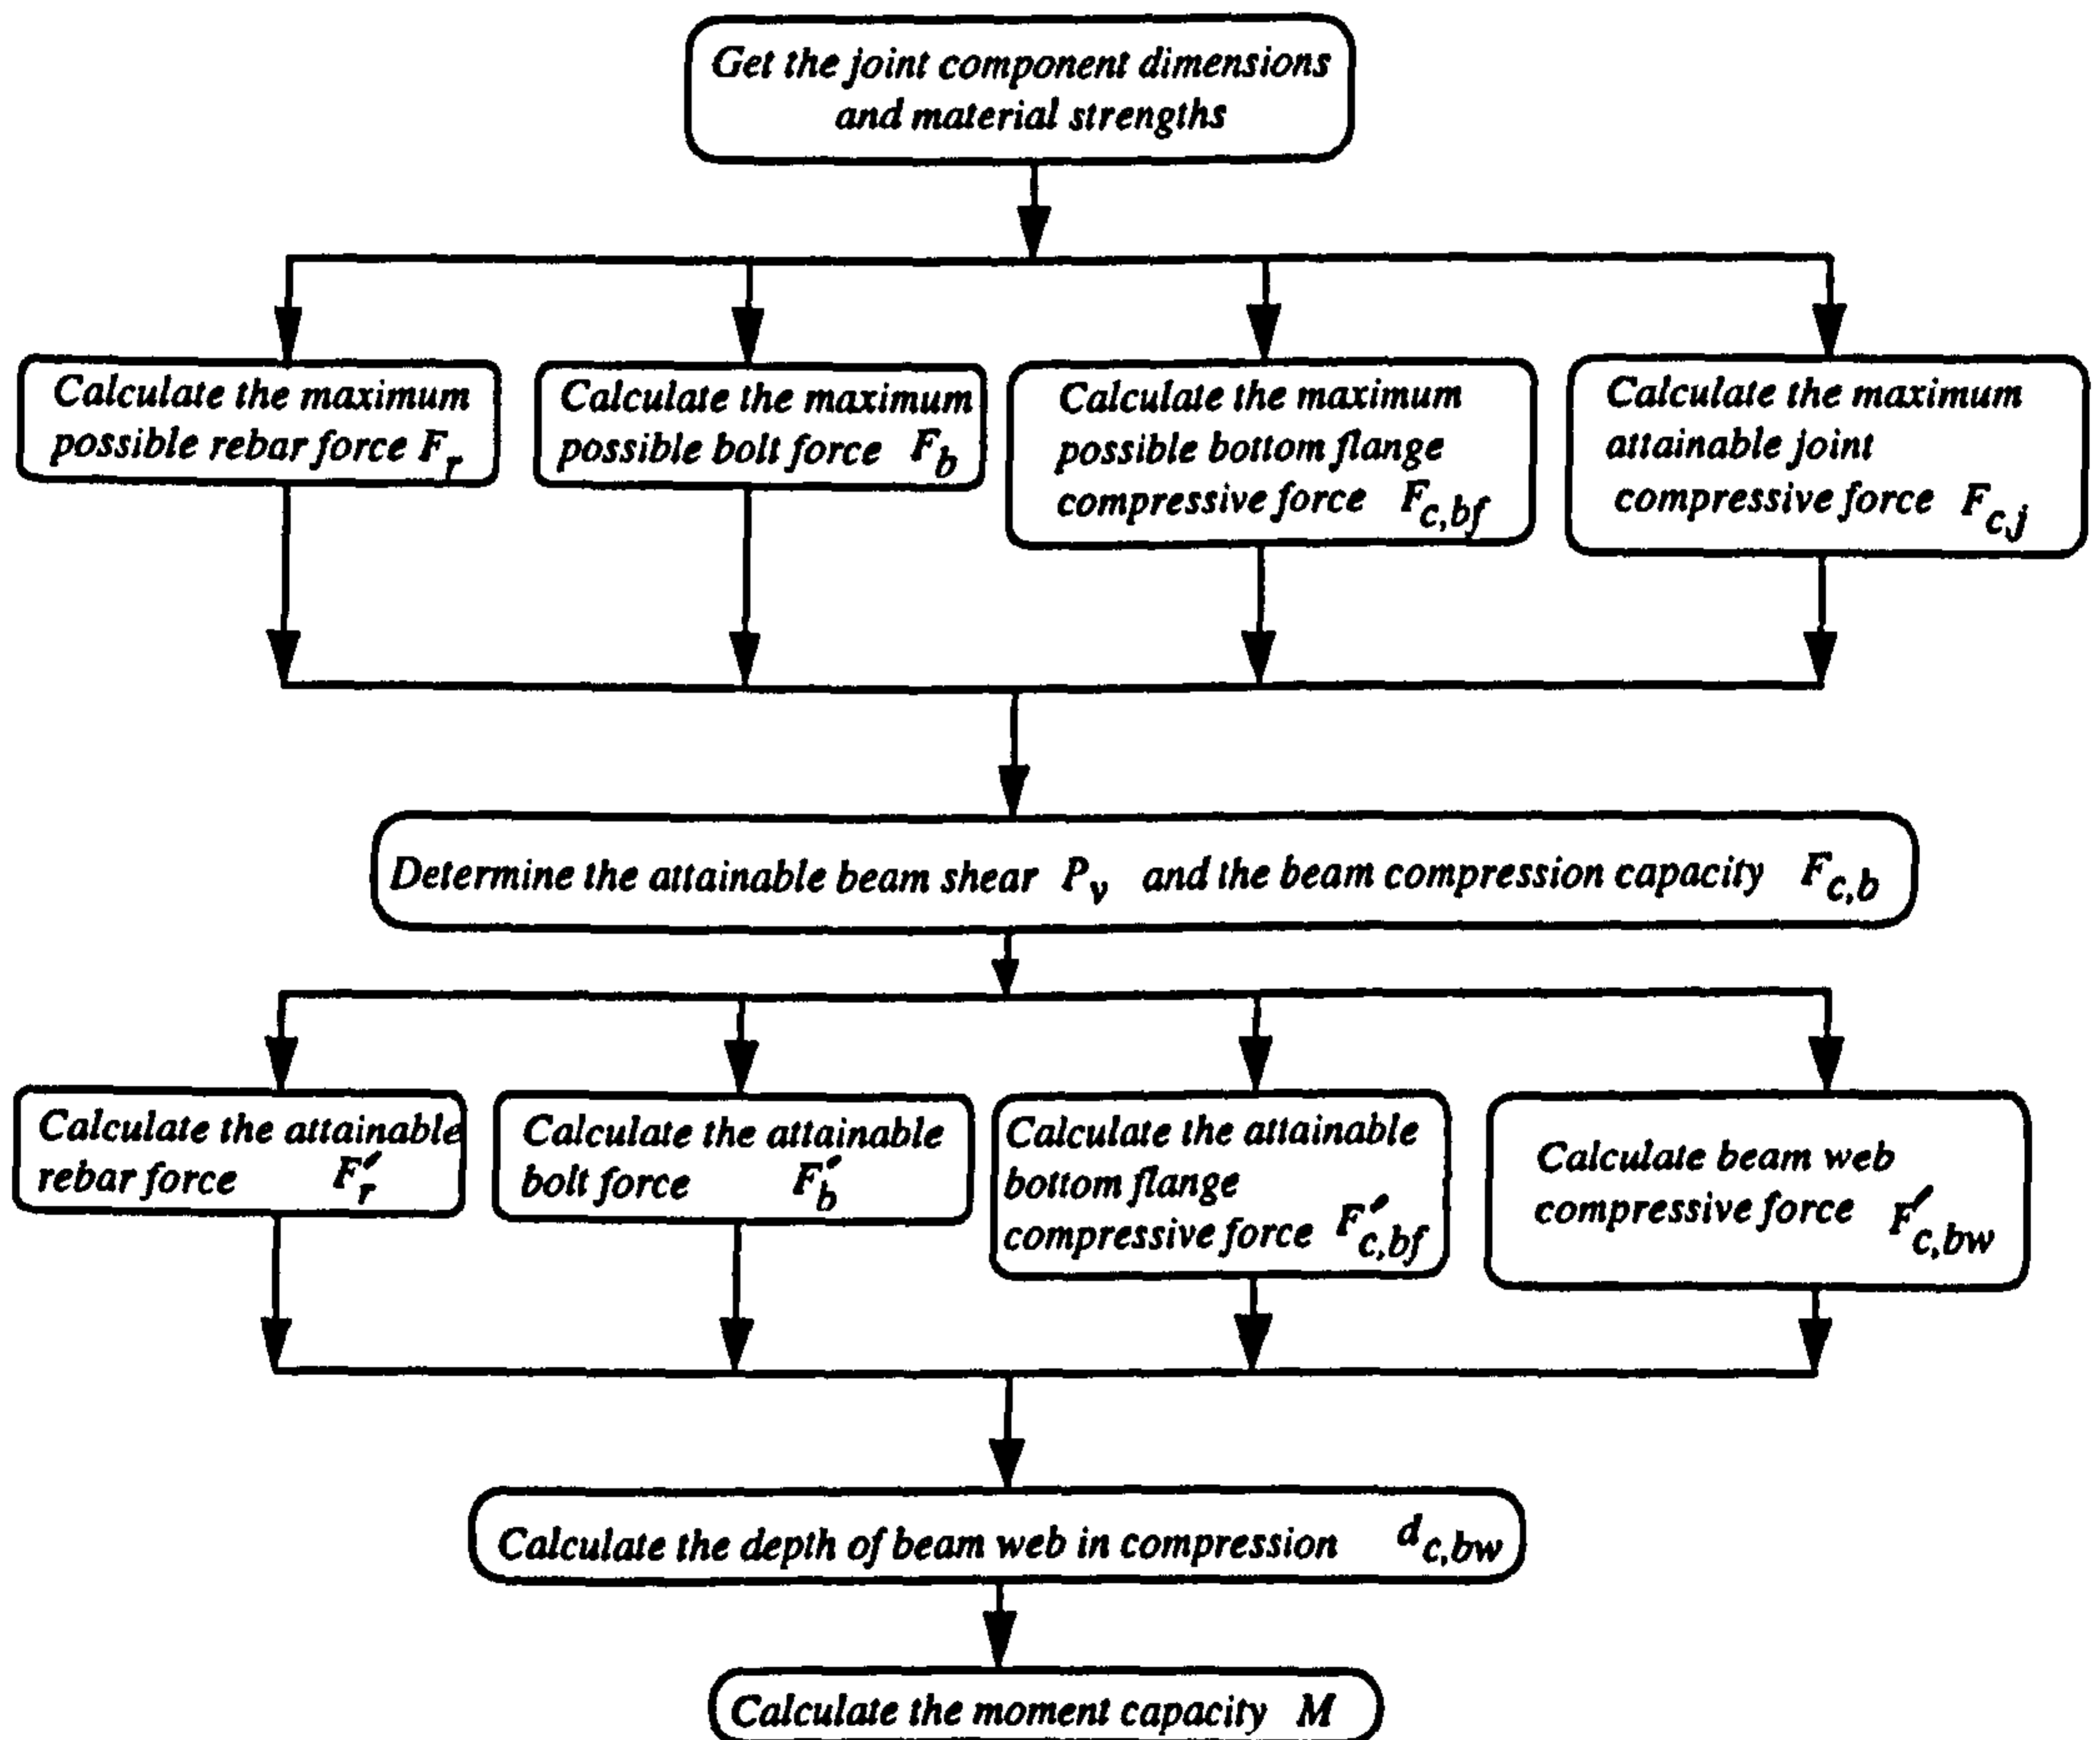 Get the joint component dimensions
and material strengths
Calculate the maximum
possible rebar force F_r
Calculate the maximum
possible bolt force F_b
Calculate the maximum
possible bottom flange
compressive force F_c,bf
Calculate the maximum
attainable joint
compressive force F_c,j
Determine the attainable beam shear P_v and the beam compression capacity F_c,b
Calculate the attainable
rebar force F'_r
Calculate the attainable
bolt force F'_b
Calculate the attainable
bottom flange
compressive force F'_c,bf
Calculate beam web
compressive force F'_c,bw
Calculate the depth of beam web in compression d_c,bw
Calculate the moment capacity M